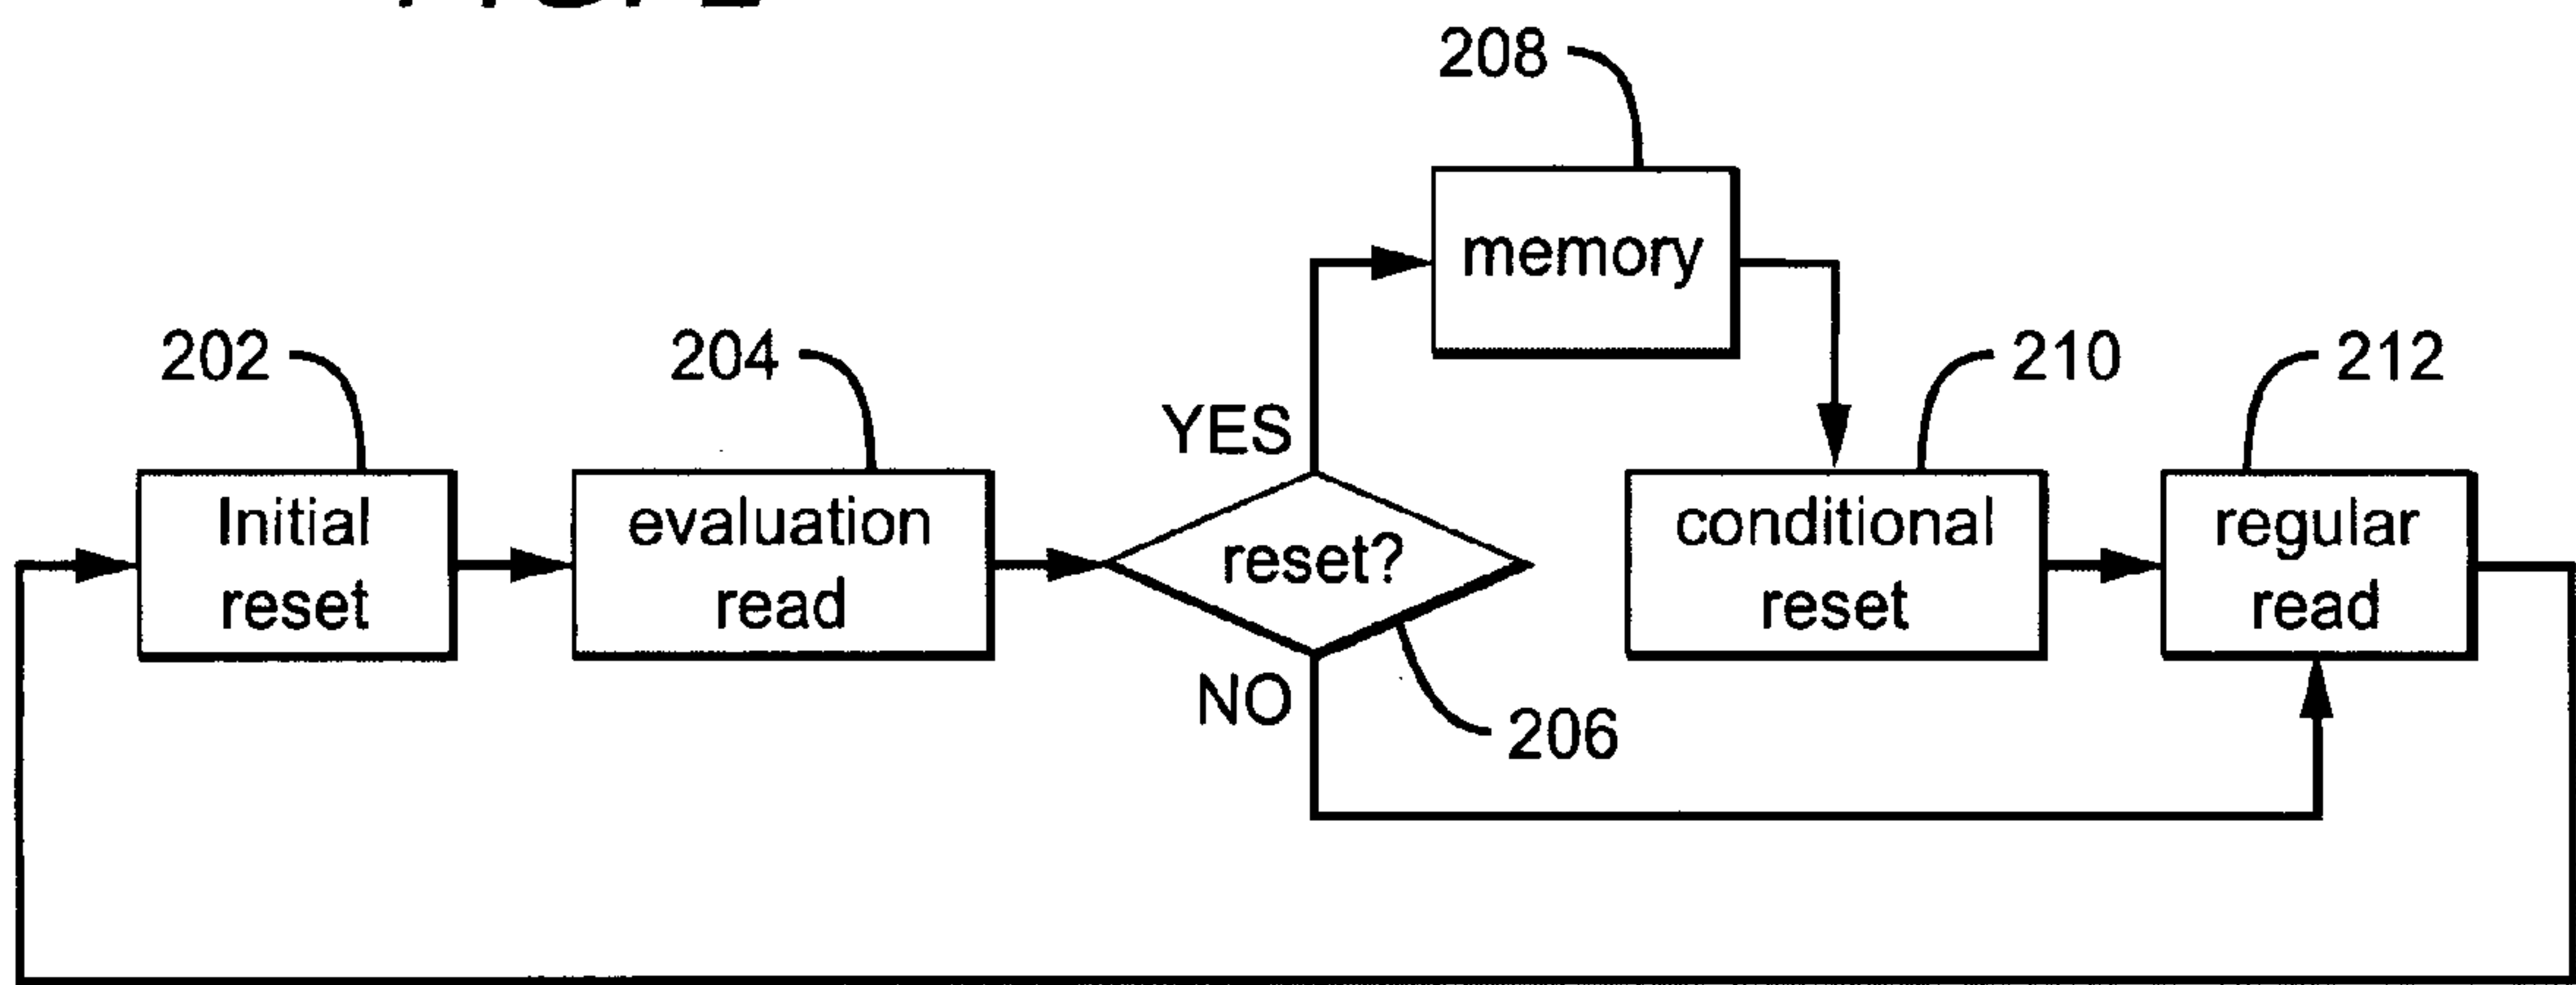 208
memory
202
204
210
212
YES
Initial
reset
evaluation
read
reset?
conditional
reset
regular
read
NO
206